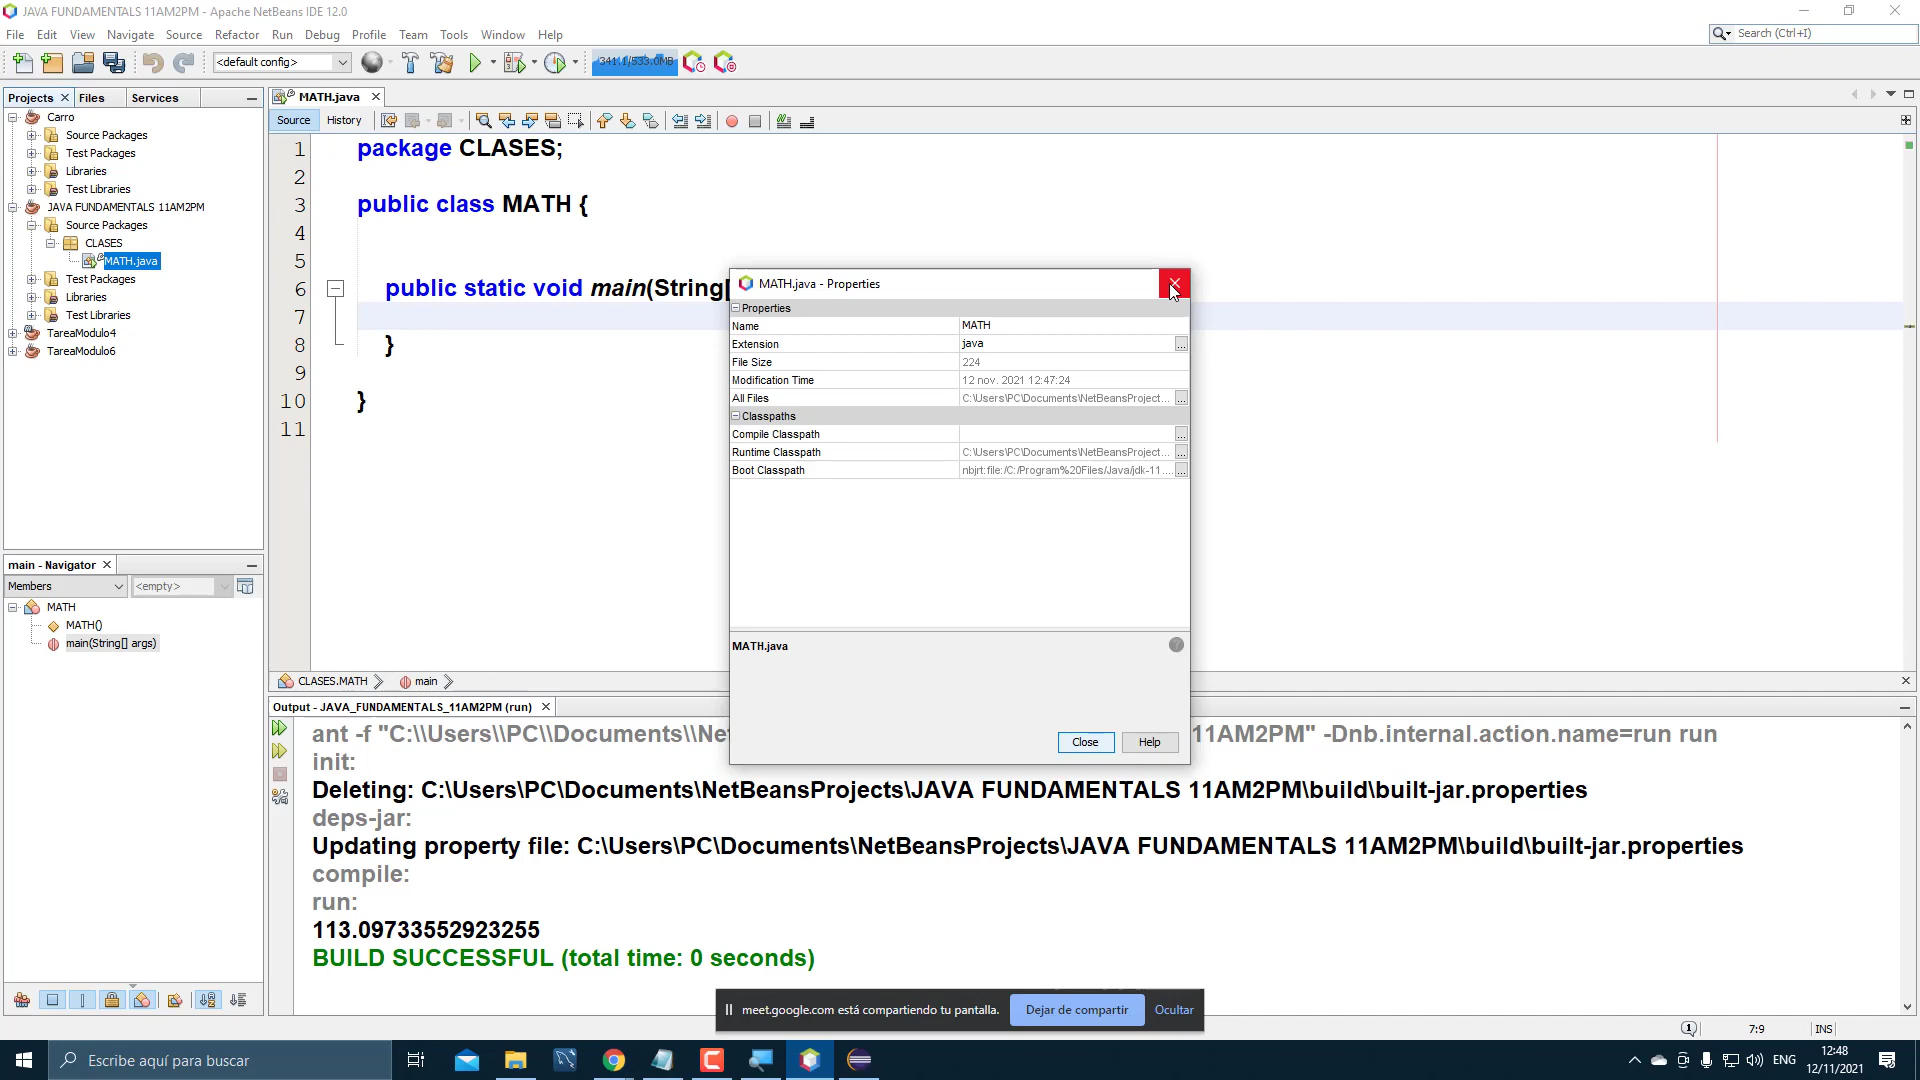 JAVA FUNDAMENTALS 11AM2PM - Apache NetBeans IDE 12.0
File Edit View Navigate Source Refactor Run Debug Profile Team Tools Window Help
Search (Ctrl+I)
<default config>
341.1/533.0MB
Projects Files Services
Carro
Source Packages
Test Packages
Libraries
Test Libraries
JAVA FUNDAMENTALS 11AM2PM
Source Packages
CLASES
MATH.java
Test Packages
Libraries
Test Libraries
TareaModulo4
TareaModulo6
MATH.java
Source History
1 package CLASES;
2
3 public class MATH {
4
5
6 public static void main(String[
7
8 }
9
10 }
11
MATH.java - Properties
Properties
Name MATH
Extension java ...
File Size 224
Modification Time 12 nov. 2021 12:47:24
All Files C:\Users\PC\Documents\NetBeansProject... ...
Classpaths
Compile Classpath ...
Runtime Classpath C:\Users\PC\Documents\NetBeansProject... ...
Boot Classpath nbjrt:file:/C:/Program%20Files/Java/jdk-11.... ...
MATH.java
Close Help
main - Navigator
Members <empty>
MATH
MATH()
main(String[] args)
CLASES.MATH main
Output - JAVA_FUNDAMENTALS_11AM2PM (run)
ant -f "C:\\Users\\PC\\Documents\\Ne 11AM2PM" -Dnb.internal.action.name=run run
init:
Deleting: C:\Users\PC\Documents\NetBeansProjects\JAVA FUNDAMENTALS 11AM2PM\build\built-jar.properties
deps-jar:
Updating property file: C:\Users\PC\Documents\NetBeansProjects\JAVA FUNDAMENTALS 11AM2PM\build\built-jar.properties
compile:
run:
113.09733552923255
BUILD SUCCESSFUL (total time: 0 seconds)
meet.google.com está compartiendo tu pantalla. Dejar de compartir Ocultar
1 7:9 INS
Escribe aquí para buscar
ENG
12:48
12/11/2021